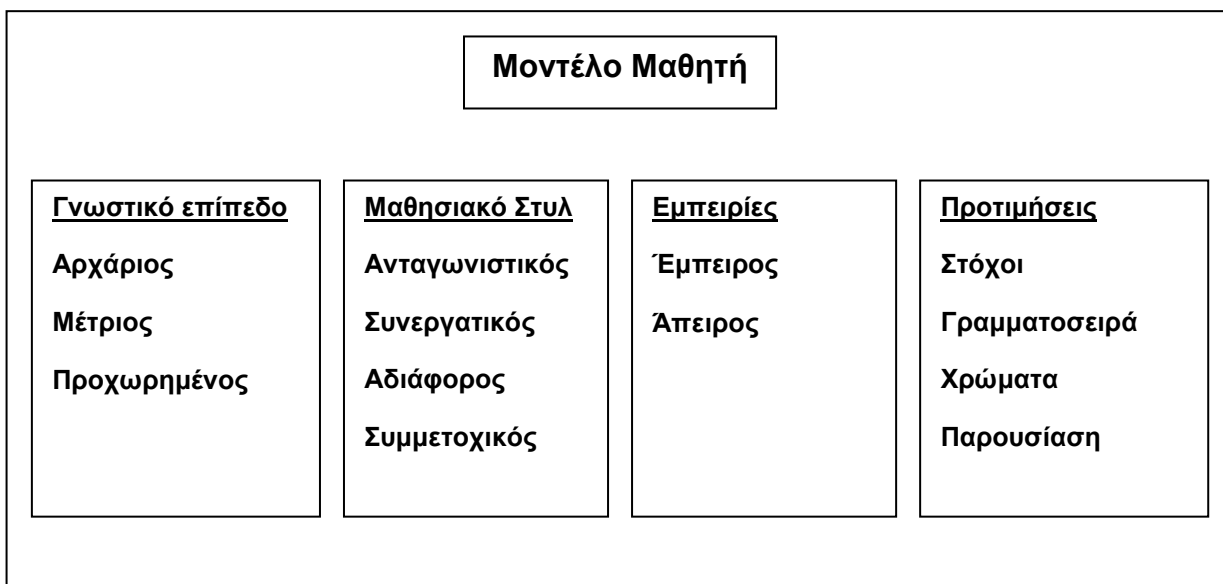 Μοντέλο Μαθητή
Γνωστικό επίπεδο
Αρχάριος
Μέτριος
Προχωρημένος
Μαθησιακό Στυλ
Ανταγωνιστικός
Συνεργατικός
Αδιάφορος
Συμμετοχικός
Εμπειρίες
Έμπειρος
Άπειρος
Προτιμήσεις
Στόχοι
Γραμματοσειρά
Χρώματα
Παρουσίαση